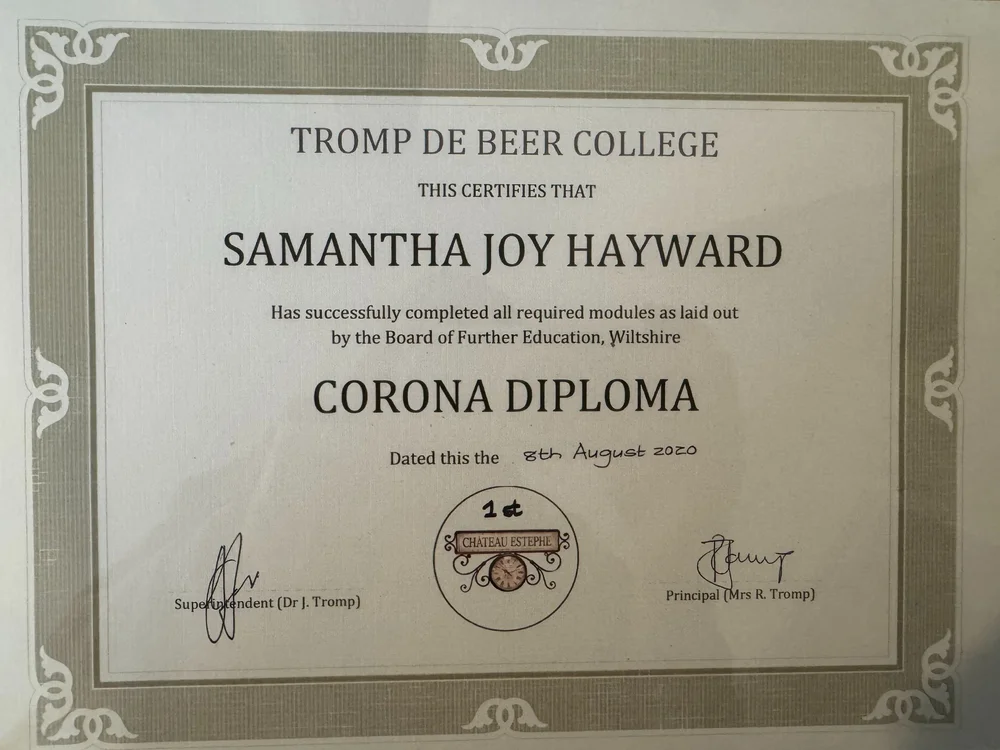 TROMP DE BEER COLLEGE
THIS CERTIFIES THAT
SAMANTHA JOY HAYWARD
Has successfully completed all required modules as laid out
by the Board of Further Education, Wiltshire
CORONA DIPLOMA
Dated this the 8th August 2020
1st
CHÂTEAU ESTEPHE
Superintendent (Dr J. Tromp)
Principal (Mrs R. Tromp)